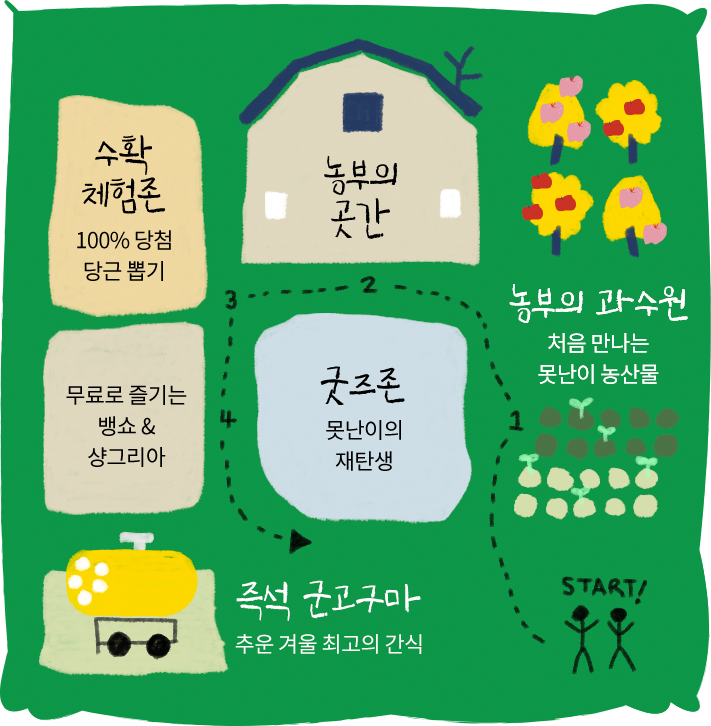 수확
체험존
100% 당첨
당근 뽑기
농부의
곳간
농부의 과수원
처음 만나는
못난이 농산물
3
2
1
4
굿즈존
못난이의
재탄생
무료로 즐기는
뱅쇼 &
샹그리아
즉석 군고구마
추운 겨울 최고의 간식
START!